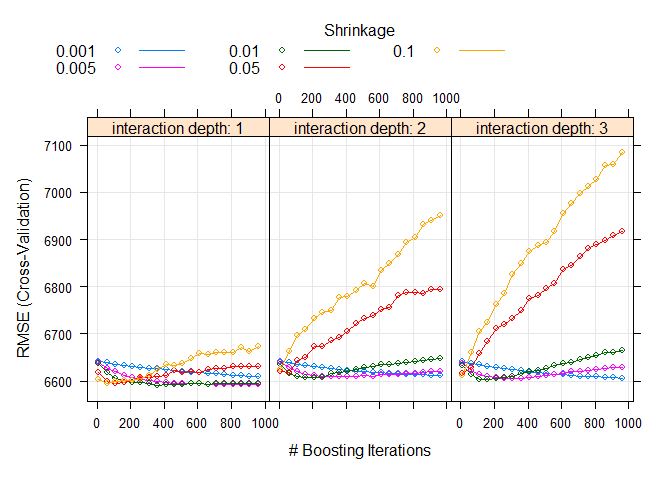 Shrinkage
0.001 0.01 0.1
0.005 0.05
0 200 400 600 800 1000
interaction depth: 1 interaction depth: 2 interaction depth: 3
7100
7000
6900
6800
6700
6600
RMSE (Cross-Validation)
0 200 400 600 800 1000 0 200 400 600 800 1000
# Boosting Iterations